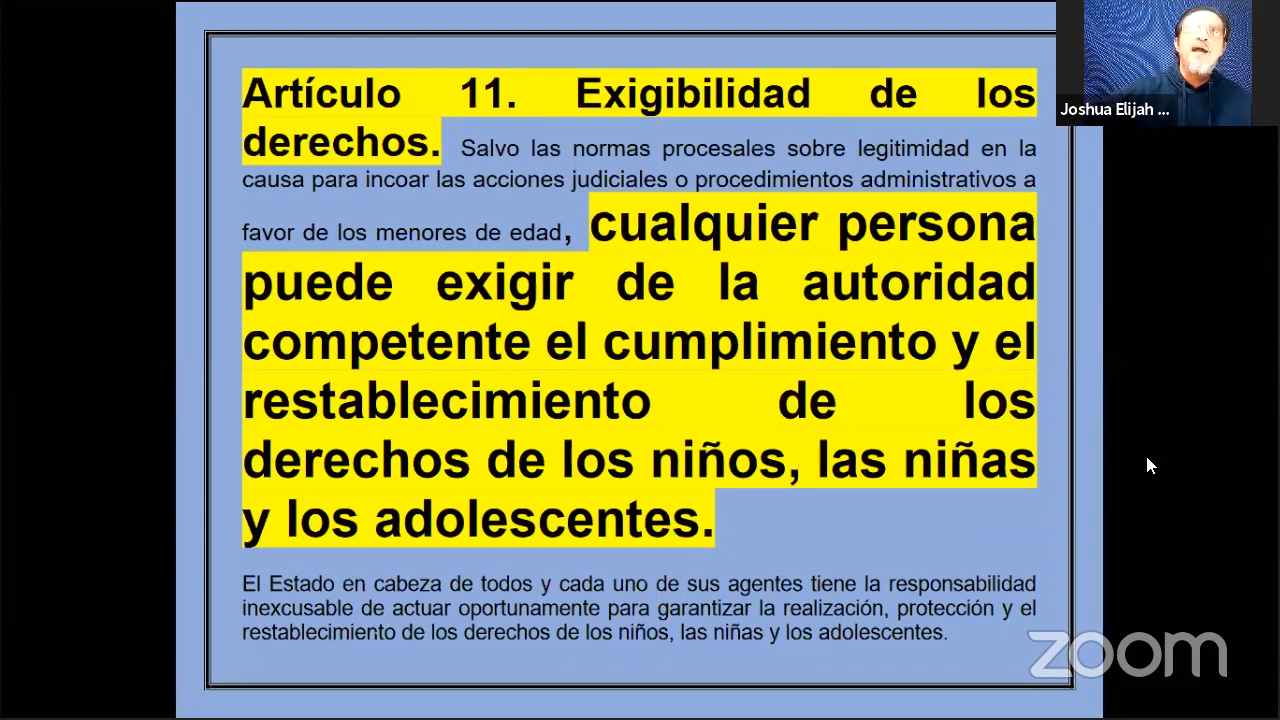 Artículo 11. Exigibilidad de los
derechos. Salvo las normas procesales sobre legitimidad en la
causa para incoar las acciones judiciales o procedimientos administrativos a
favor de los menores de edad, cualquier persona
puede exigir de la autoridad
competente el cumplimiento y el
restablecimiento de los
derechos de los niños, las niñas
y los adolescentes.
El Estado en cabeza de todos y cada uno de sus agentes tiene la responsabilidad
inexcusable de actuar oportunamente para garantizar la realización, protección y el
restablecimiento de los derechos de los niños, las niñas y los adolescentes.
Joshua Elijah ...
zoom